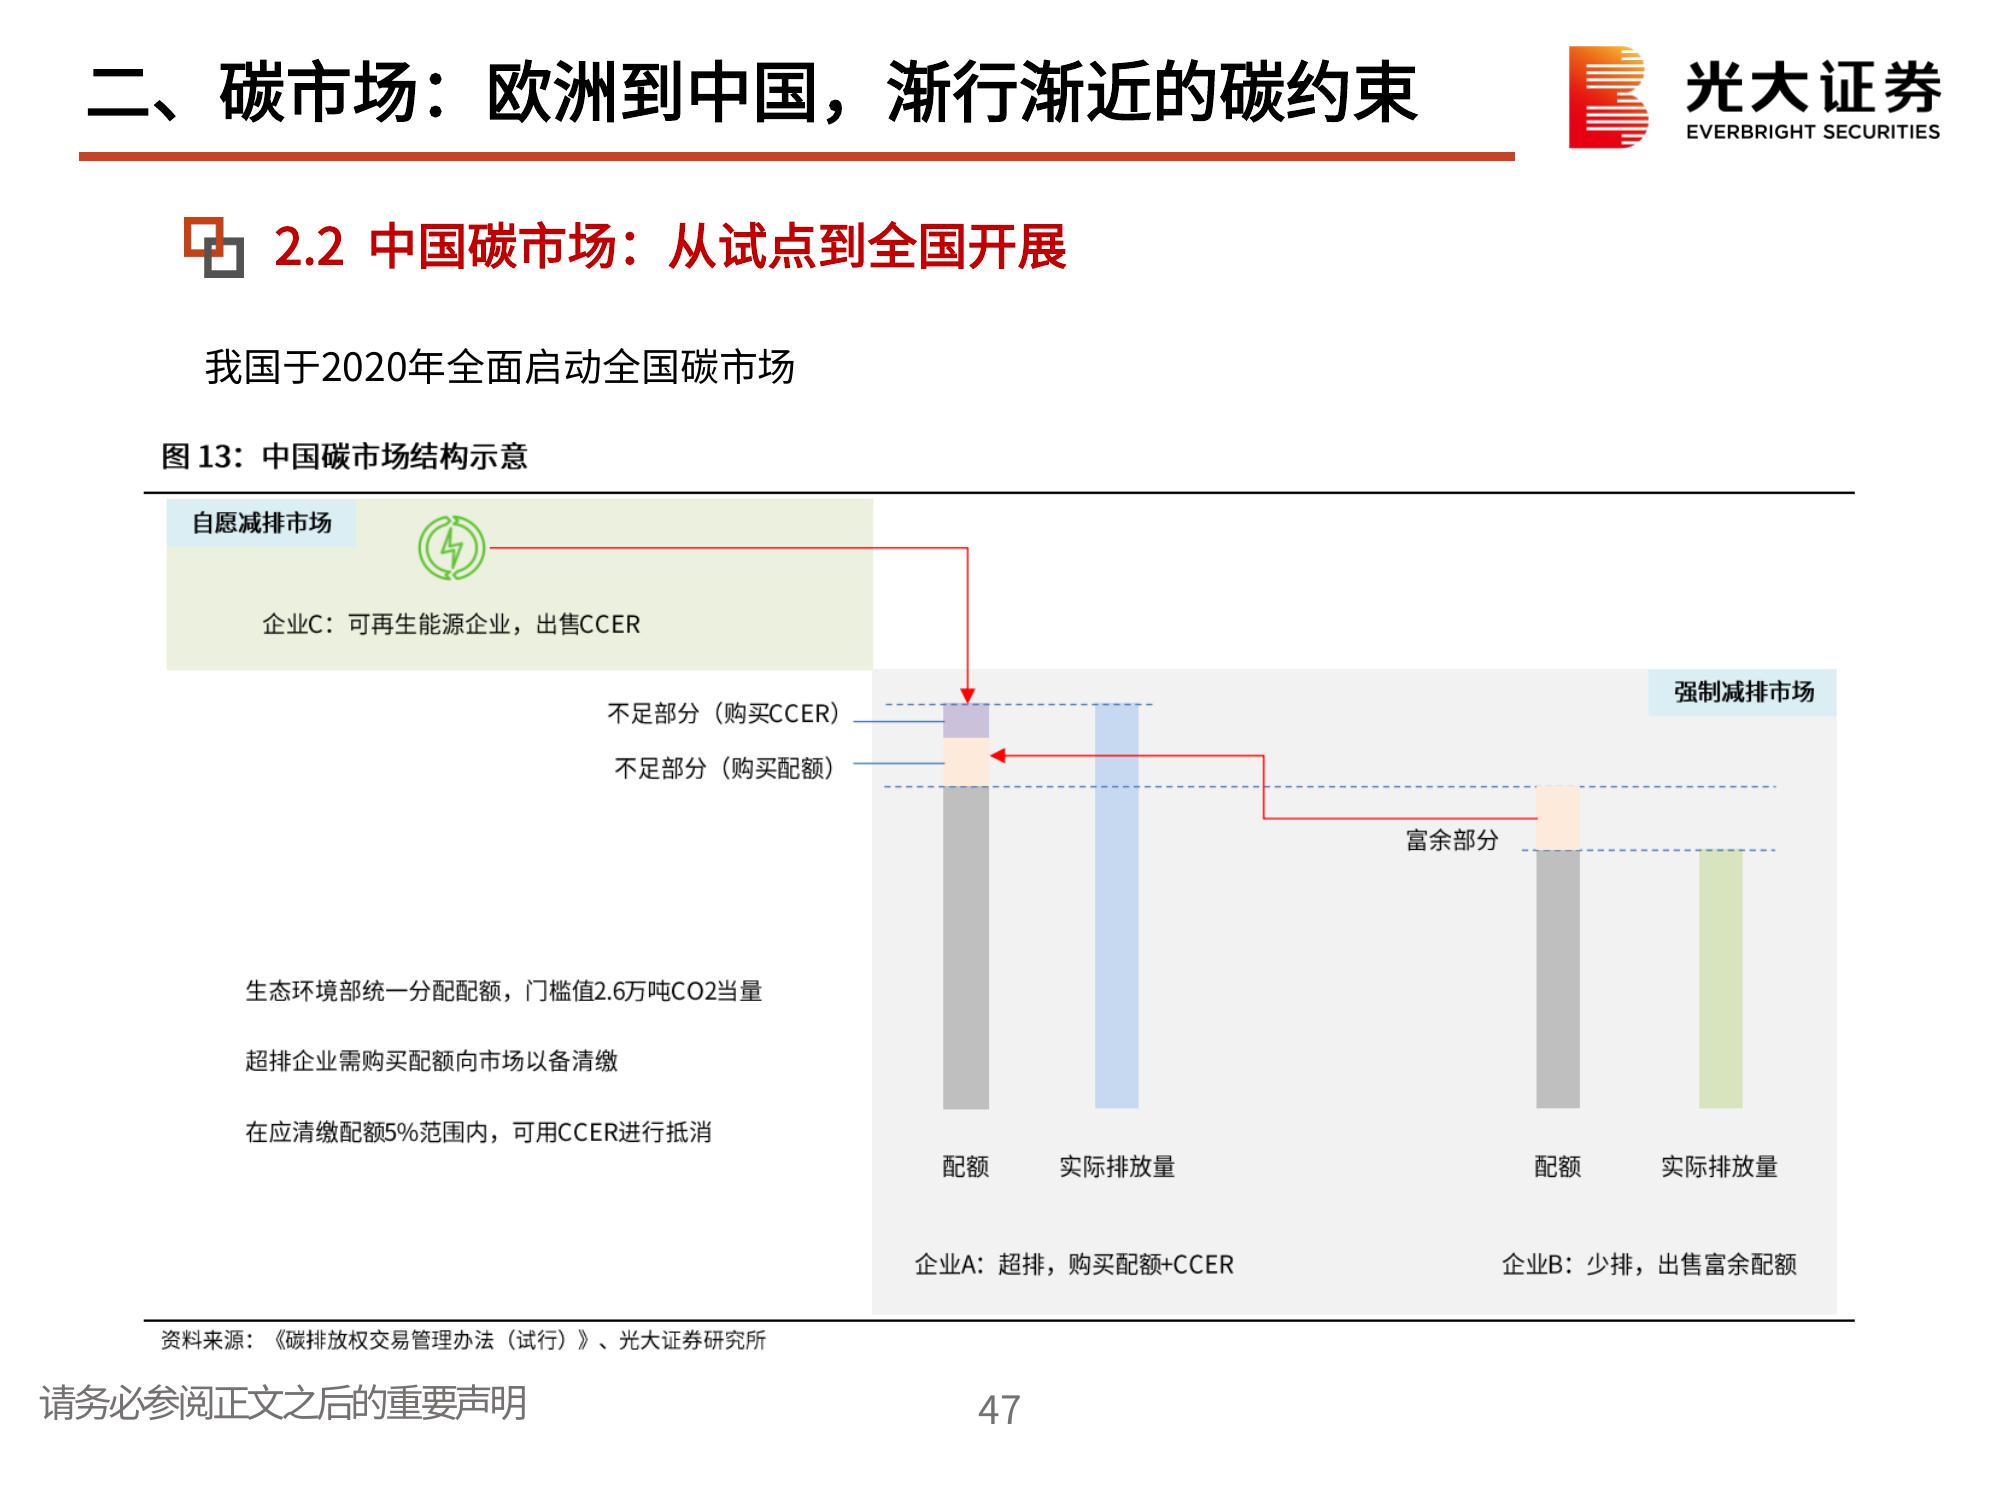 二、碳市场：欧洲到中国，渐行渐近的碳约束
光大证券
EVERBRIGHT SECURITIES
2.2 中国碳市场：从试点到全国开展
我国于2020年全面启动全国碳市场
图 13：中国碳市场结构示意
自愿减排市场
企业C：可再生能源企业，出售CCER
强制减排市场
不足部分（购买CCER）
不足部分（购买配额）
富余部分
生态环境部统一分配配额，门槛值2.6万吨CO2当量
超排企业需购买配额向市场以备清缴
在应清缴配额5%范围内，可用CCER进行抵消
配额 实际排放量 配额 实际排放量
企业A：超排，购买配额+CCER 企业B：少排，出售富余配额
资料来源：《碳排放权交易管理办法（试行）》、光大证券研究所
请务必参阅正文之后的重要声明
47